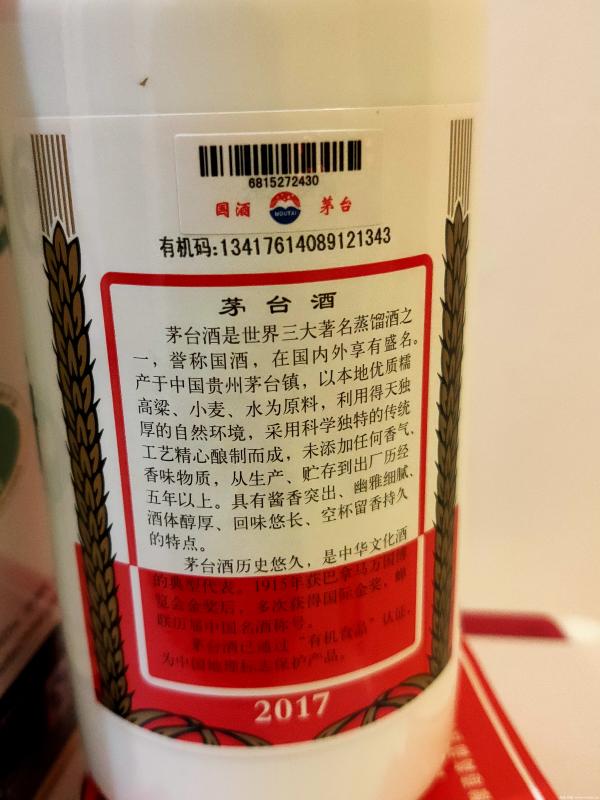 6815272430
国酒 MOUTAI 茅台
有机码:13417614089121343
茅台酒
茅台酒是世界三大著名蒸馏酒之
一，誉称国酒，在国内外享有盛名。
产于中国贵州茅台镇，以本地优质糯
高粱、小麦、水为原料，利用得天独
厚的自然环境，采用科学独特的传统
工艺精心酿制而成，未添加任何香气、
香味物质，从生产、贮存到出厂历经
五年以上。具有酱香突出、幽雅细腻、
酒体醇厚、回味悠长、空杯留香持久
的特点。
茅台酒历史悠久，是中华文化酒
的典型代表。1915年获巴拿马万国博
览会金奖后，多次获得国际金奖，蝉
联历届中国名酒称号。
茅台酒已通过“有机食品”认证，
为中国地理标志保护产品。
2017